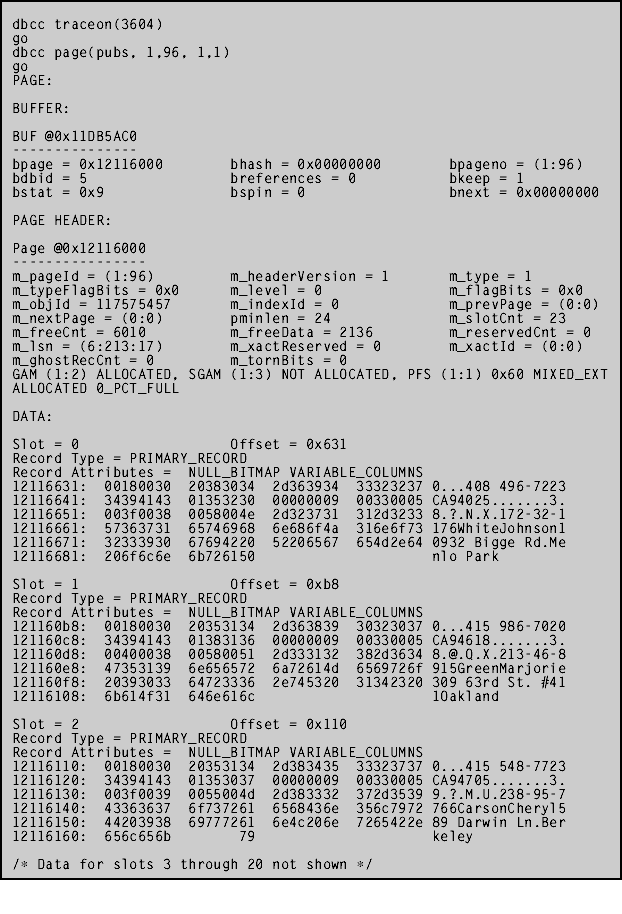 dbcc traceon(3604)
go
dbcc page(pubs, 1,96, 1,1)
go
PAGE:
BUFFER:
BUF @0x11DB5AC0
---------------
bpage = 0x12116000 bhash = 0x00000000 bpageno = (1:96)
bdbid = 5 breferences = 0 bkeep = 1
bstat = 0x9 bspin = 0 bnext = 0x00000000
PAGE HEADER:
Page @0x12116000
----------------
m_pageId = (1:96) m_headerVersion = 1 m_type = 1
m_typeFlagBits = 0x0 m_level = 0 m_flagBits = 0x0
m_objId = 117575457 m_indexId = 0 m_prevPage = (0:0)
m_nextPage = (0:0) pminlen = 24 m_slotCnt = 23
m_freeCnt = 6010 m_freeData = 2136 m_reservedCnt = 0
m_lsn = (6:213:17) m_xactReserved = 0 m_xactId = (0:0)
m_ghostRecCnt = 0 m_tornBits = 0
GAM (1:2) ALLOCATED, SGAM (1:3) NOT ALLOCATED, PFS (1:1) 0x60 MIXED_EXT
ALLOCATED 0_PCT_FULL
DATA:
Slot = 0 Offset = 0x631
Record Type = PRIMARY_RECORD
Record Attributes = NULL_BITMAP VARIABLE_COLUMNS
12116631: 00180030 20383034 2d363934 33323237 0...408 496-7223
12116641: 34394143 01353230 00000009 00330005 CA94025.......3.
12116651: 003f0038 0058004e 2d323731 312d3233 8.?.N.X.172-32-1
12116661: 57363731 65746968 6e686f4a 316e6f73 176WhiteJohnson1
12116671: 32333930 67694220 52206567 654d2e64 0932 Bigge Rd.Me
12116681: 206f6c6e 6b726150 nlo Park
Slot = 1 Offset = 0xb8
Record Type = PRIMARY_RECORD
Record Attributes = NULL_BITMAP VARIABLE_COLUMNS
121160b8: 00180030 20353134 2d363839 30323037 0...415 986-7020
121160c8: 34394143 01383136 00000009 00330005 CA94618.......3.
121160d8: 00400038 00580051 2d333132 382d3634 8.@.Q.X.213-46-8
121160e8: 47353139 6e656572 6a72614d 6569726f 915GreenMarjorie
121160f8: 20393033 64723336 2e745320 31342320 309 63rd St. #41
12116108: 6b614f31 646e616c 1Oakland
Slot = 2 Offset = 0x110
Record Type = PRIMARY_RECORD
Record Attributes = NULL_BITMAP VARIABLE_COLUMNS
12116110: 00180030 20353134 2d383435 33323737 0...415 548-7723
12116120: 34394143 01353037 00000009 00330005 CA94705.......3.
12116130: 003f0039 0055004d 2d383332 372d3539 9.?.M.U.238-95-7
12116140: 43363637 6f737261 6568436e 356c7972 766CarsonCheryl5
12116150: 44203938 69777261 6e4c206e 7265422e 89 Darwin Ln.Ber
12116160: 656c656b 79 keley
/* Data for slots 3 through 20 not shown */